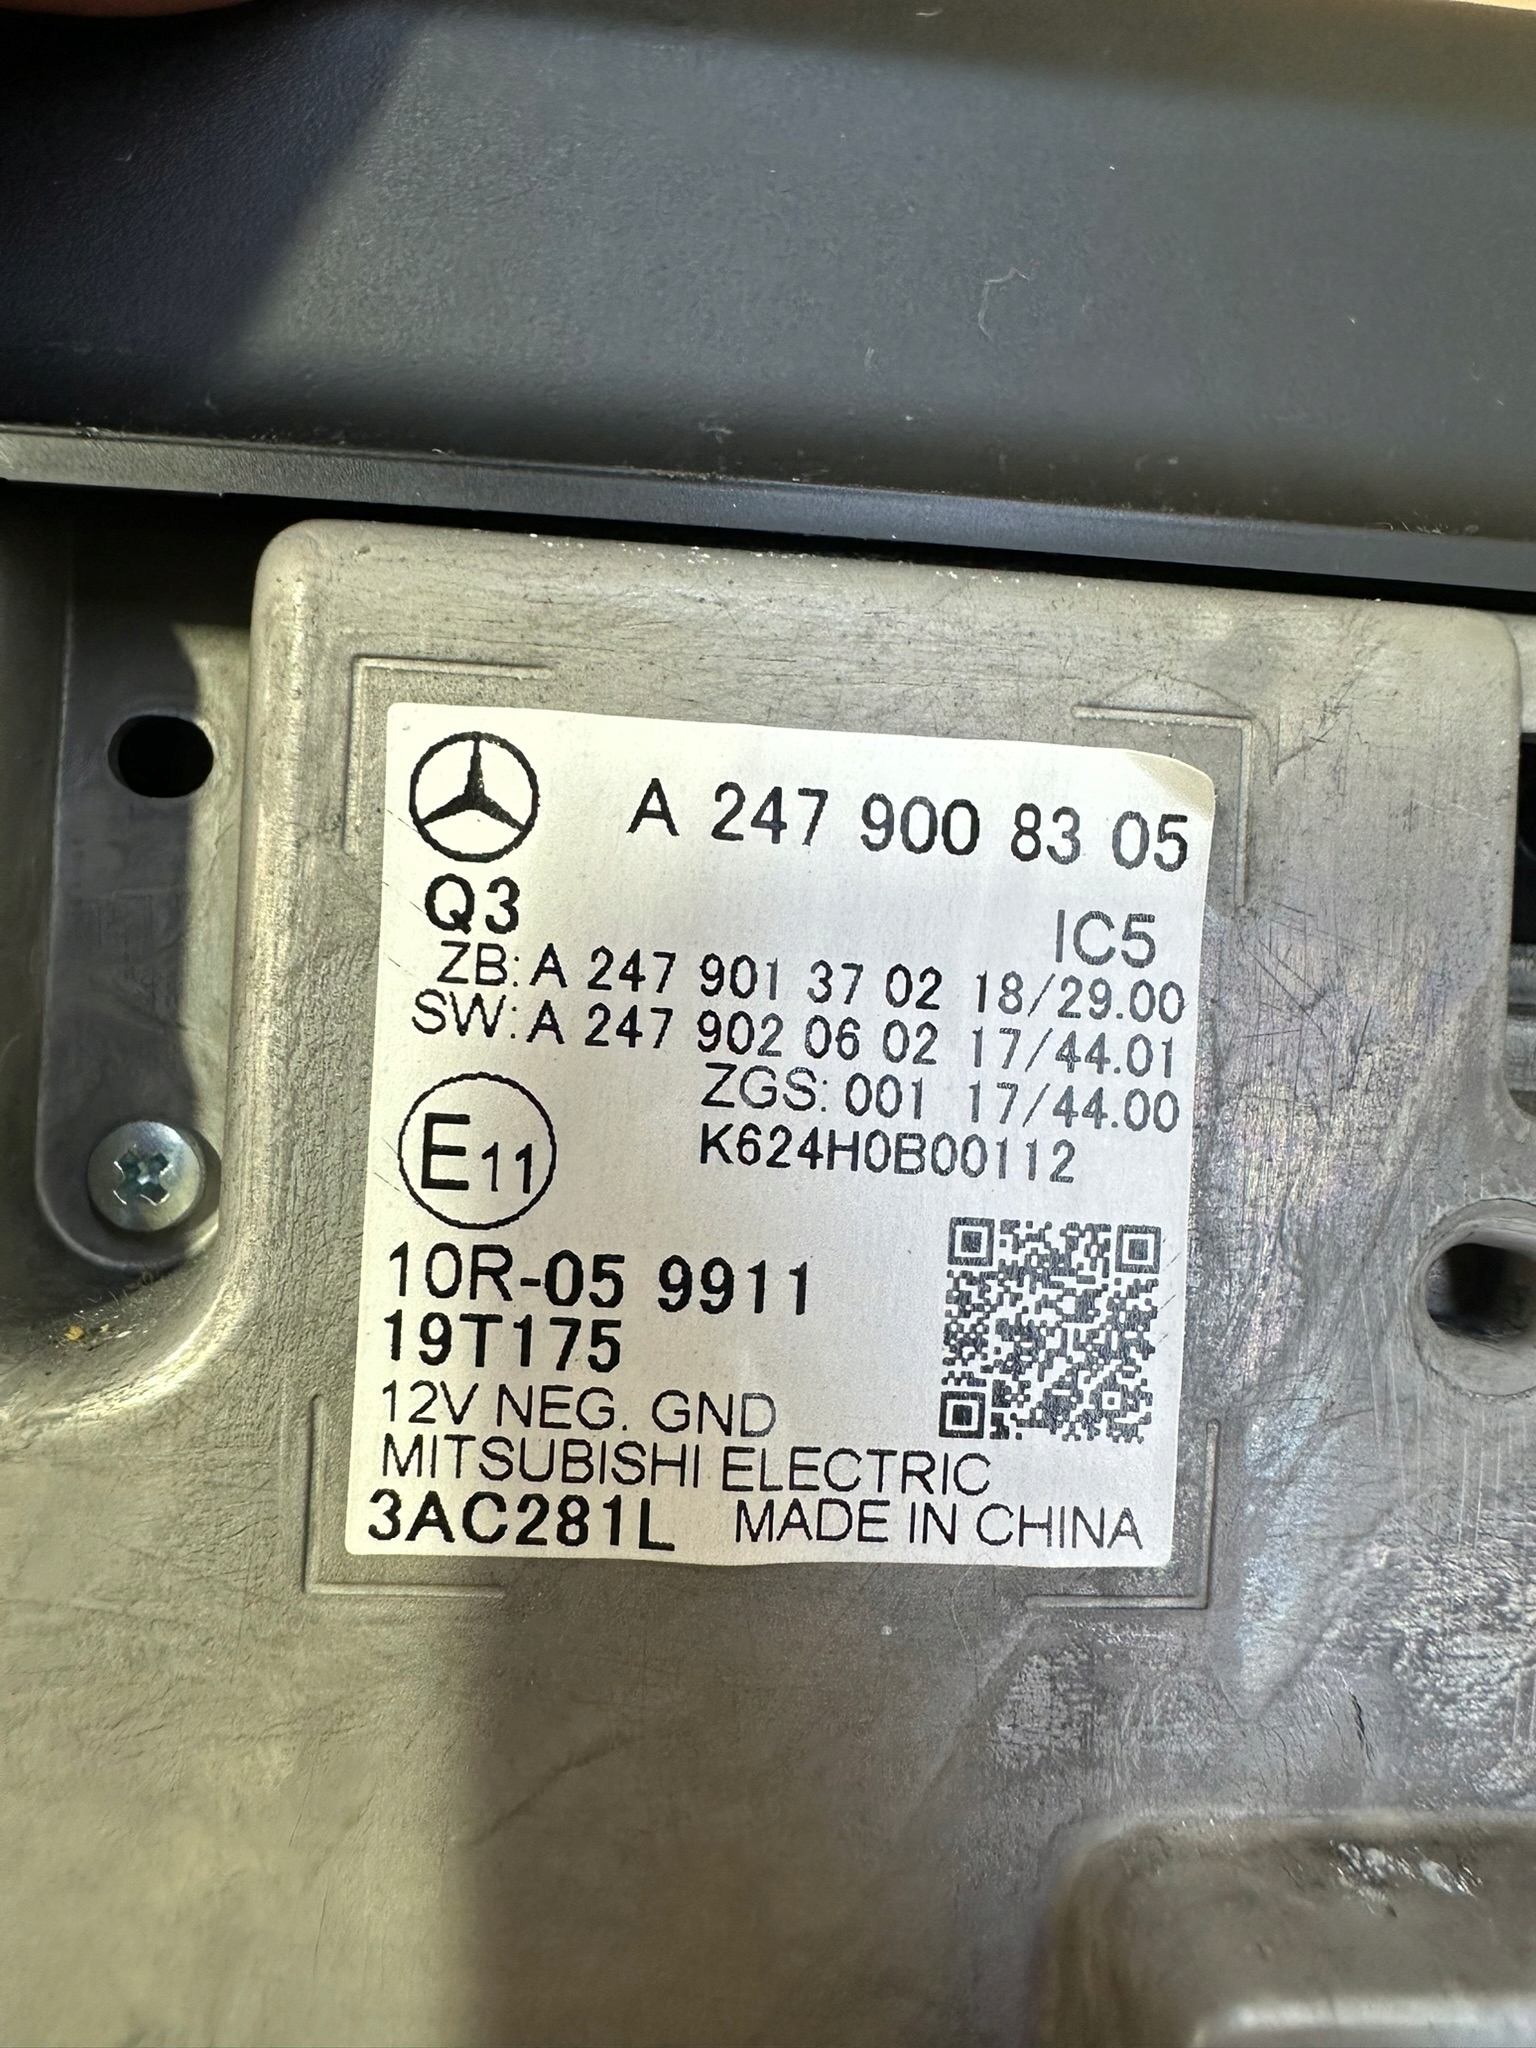 A 247 900 83 05
Q3
IC5
ZB: A 247 901 37 02 18/29.00
SW: A 247 902 06 02 17/44.01
ZGS: 001 17/44.00
E11
K624H0B00112
10R-05 9911
19T175
12V NEG. GND
MITSUBISHI ELECTRIC
3AC281L MADE IN CHINA